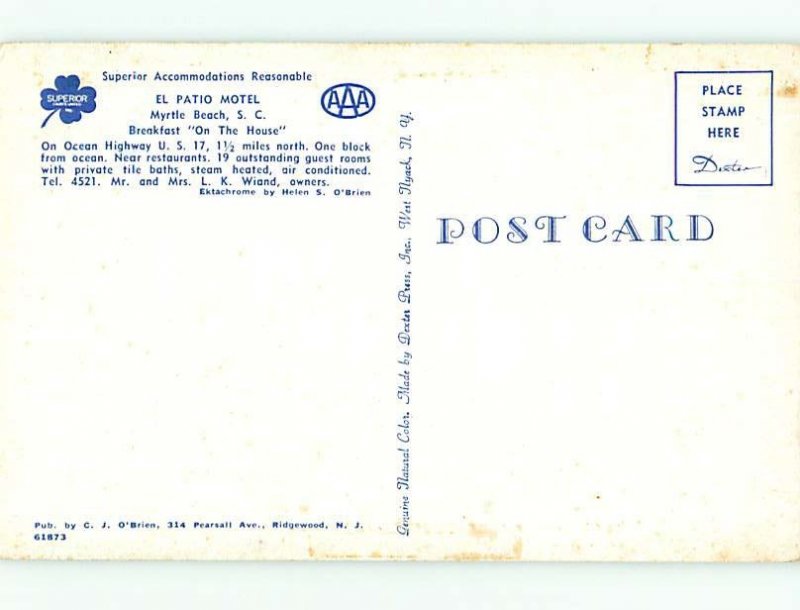 Superior Accommodations Reasonable
SUPERIOR
AAA
EL PATIO MOTEL
Myrtle Beach, S. C.
Breakfast "On The House"
On Ocean Highway U. S. 17, 1½ miles north. One block
from ocean. Near restaurants. 19 outstanding guest rooms
with private tile baths, steam heated, air conditioned.
Tel. 4521. Mr. and Mrs. L. K. Wiand, owners.
Ektachrome by Helen S. O'Brien
Pub. by C. J. O'Brien, 314 Pearsall Ave., Ridgewood, N. J.
61873
Genuine Natural Color. Made by Dexter Press, Inc., West Nyack, N. Y.
PLACE
STAMP
HERE
Dexter
POST CARD